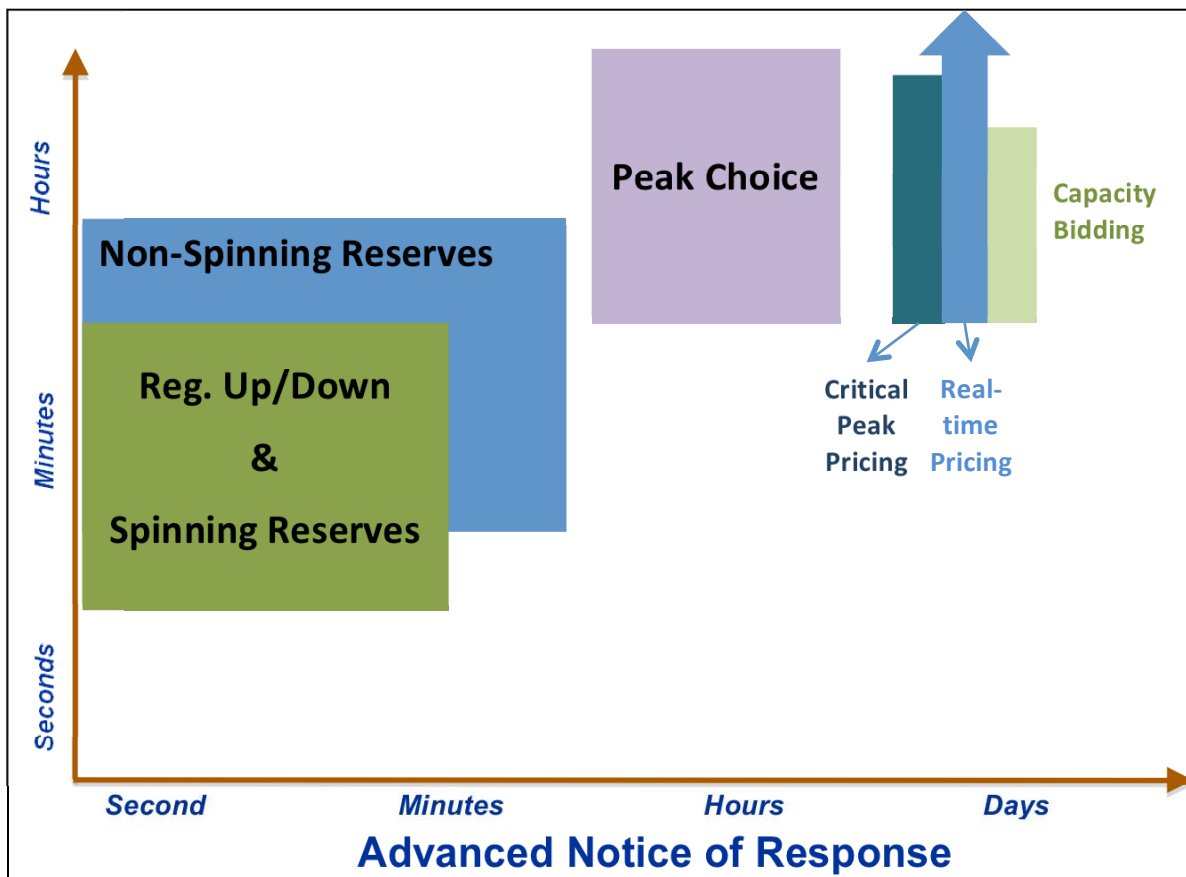 Hours
Minutes
Seconds
Non-Spinning Reserves
Reg. Up/Down
&
Spinning Reserves
Peak Choice
Capacity
Bidding
Critical
Peak
Pricing
Real-
time
Pricing
Second
Minutes
Hours
Days
Advanced Notice of Response